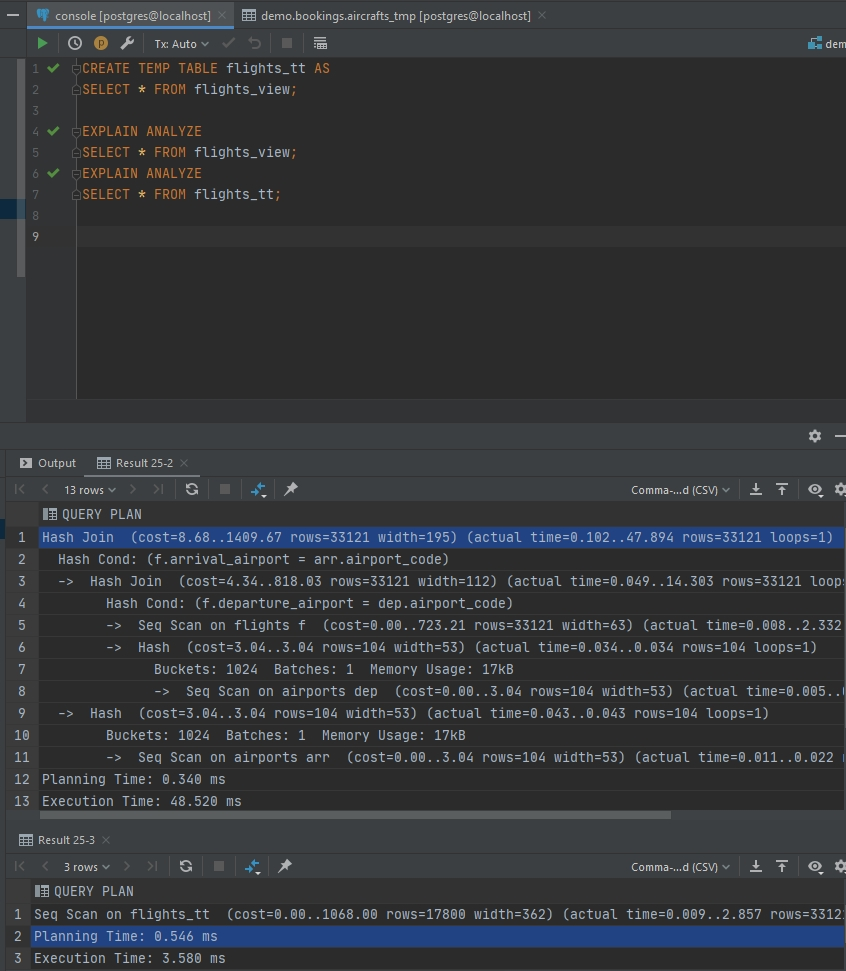 console [postgres@localhost]
demo.bookings.aircrafts_tmp [postgres@localhost]
Tx: Auto
dem
1 CREATE TEMP TABLE flights_tt AS
2 SELECT * FROM flights_view;
3
4 EXPLAIN ANALYZE
5 SELECT * FROM flights_view;
6 EXPLAIN ANALYZE
7 SELECT * FROM flights_tt;
8
9
Output
Result 25-2
13 rows
Comma-...d (CSV)
QUERY PLAN
1 Hash Join (cost=8.68..1409.67 rows=33121 width=195) (actual time=0.102..47.894 rows=33121 loops=1)
2 Hash Cond: (f.arrival_airport = arr.airport_code)
3 -> Hash Join (cost=4.34..818.03 rows=33121 width=112) (actual time=0.049..14.303 rows=33121 loops
4 Hash Cond: (f.departure_airport = dep.airport_code)
5 -> Seq Scan on flights f (cost=0.00..723.21 rows=33121 width=63) (actual time=0.008..2.332
6 -> Hash (cost=3.04..3.04 rows=104 width=53) (actual time=0.034..0.034 rows=104 loops=1)
7 Buckets: 1024 Batches: 1 Memory Usage: 17kB
8 -> Seq Scan on airports dep (cost=0.00..3.04 rows=104 width=53) (actual time=0.005..
9 -> Hash (cost=3.04..3.04 rows=104 width=53) (actual time=0.043..0.043 rows=104 loops=1)
10 Buckets: 1024 Batches: 1 Memory Usage: 17kB
11 -> Seq Scan on airports arr (cost=0.00..3.04 rows=104 width=53) (actual time=0.011..0.022
12 Planning Time: 0.340 ms
13 Execution Time: 48.520 ms
Result 25-3
3 rows
Comma-...d (CSV)
QUERY PLAN
1 Seq Scan on flights_tt (cost=0.00..1068.00 rows=17800 width=362) (actual time=0.009..2.857 rows=3312
2 Planning Time: 0.546 ms
3 Execution Time: 3.580 ms